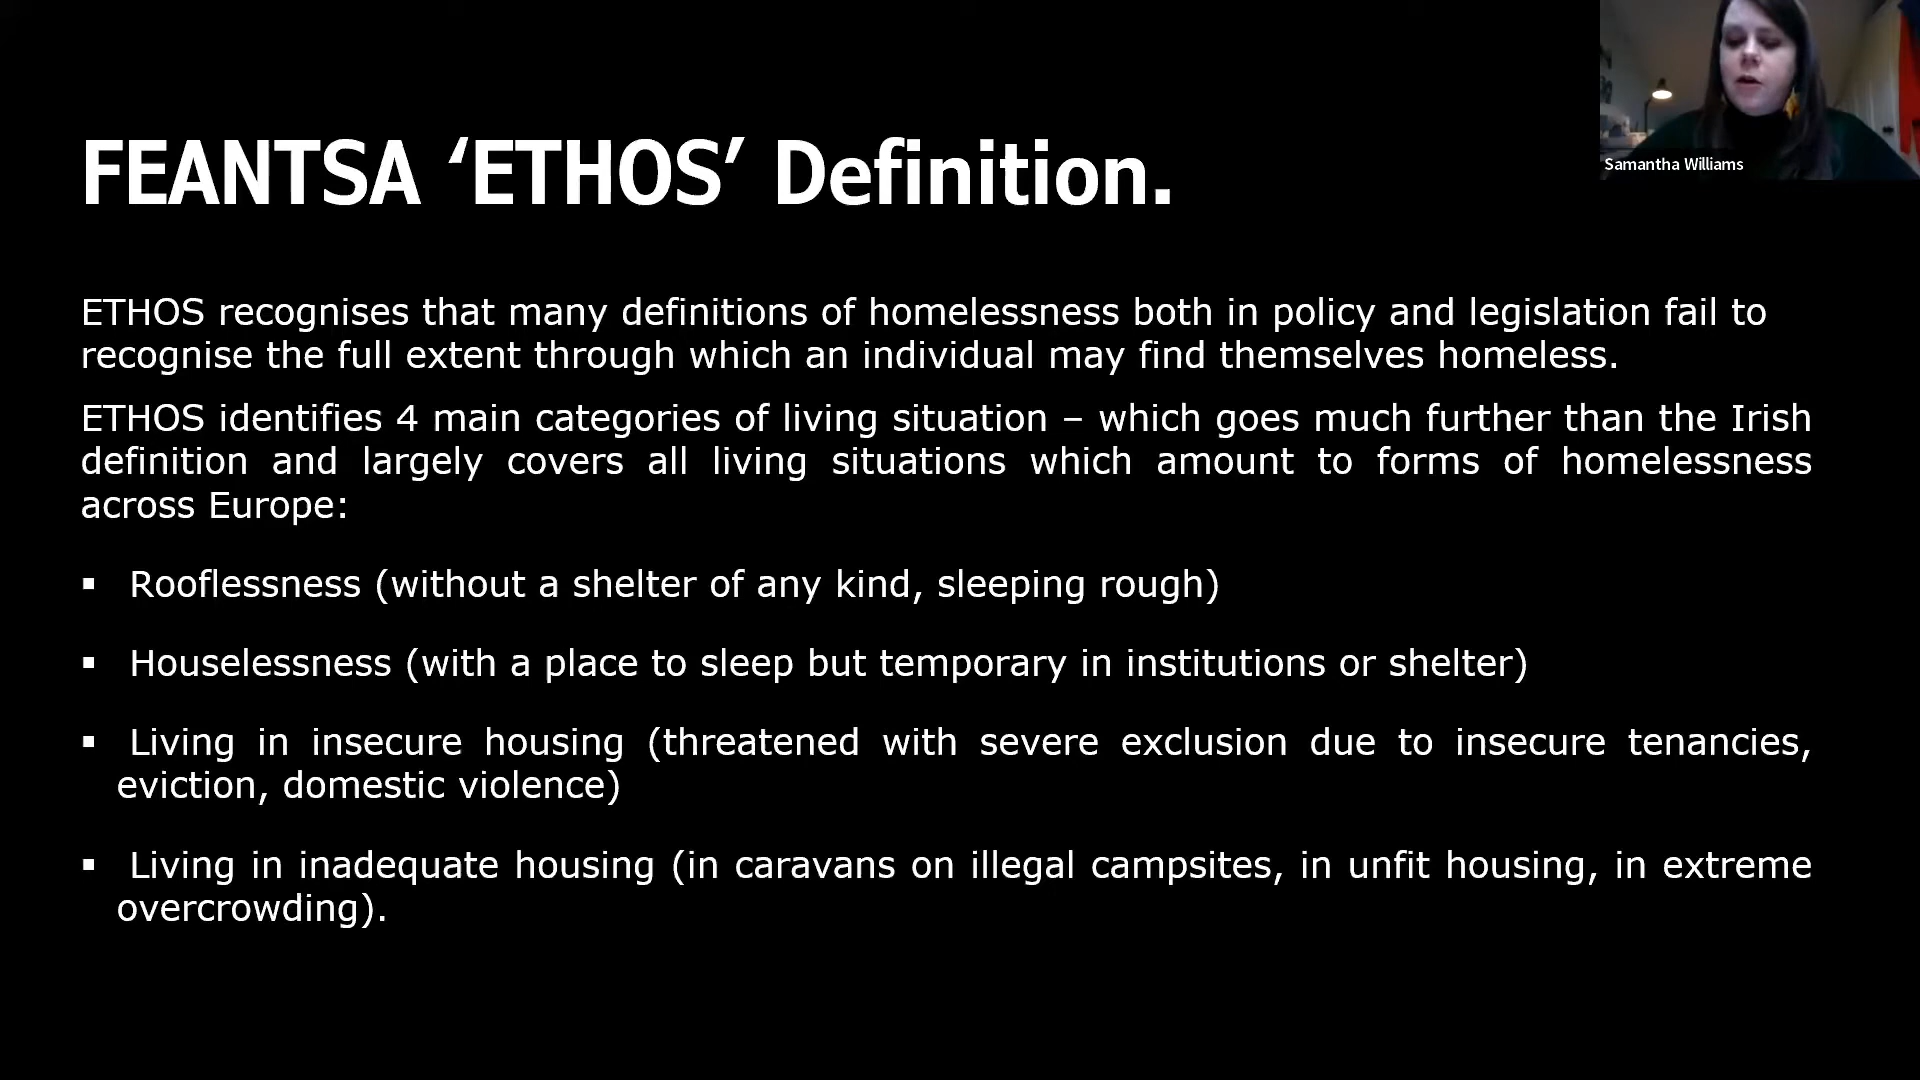 FEANTSA ‘ETHOS’ Definition.
Samantha Williams
ETHOS recognises that many definitions of homelessness both in policy and legislation fail to
recognise the full extent through which an individual may find themselves homeless.
ETHOS identifies 4 main categories of living situation – which goes much further than the Irish
definition and largely covers all living situations which amount to forms of homelessness
across Europe:
▪ Rooflessness (without a shelter of any kind, sleeping rough)
▪ Houselessness (with a place to sleep but temporary in institutions or shelter)
▪ Living in insecure housing (threatened with severe exclusion due to insecure tenancies,
eviction, domestic violence)
▪ Living in inadequate housing (in caravans on illegal campsites, in unfit housing, in extreme
overcrowding).